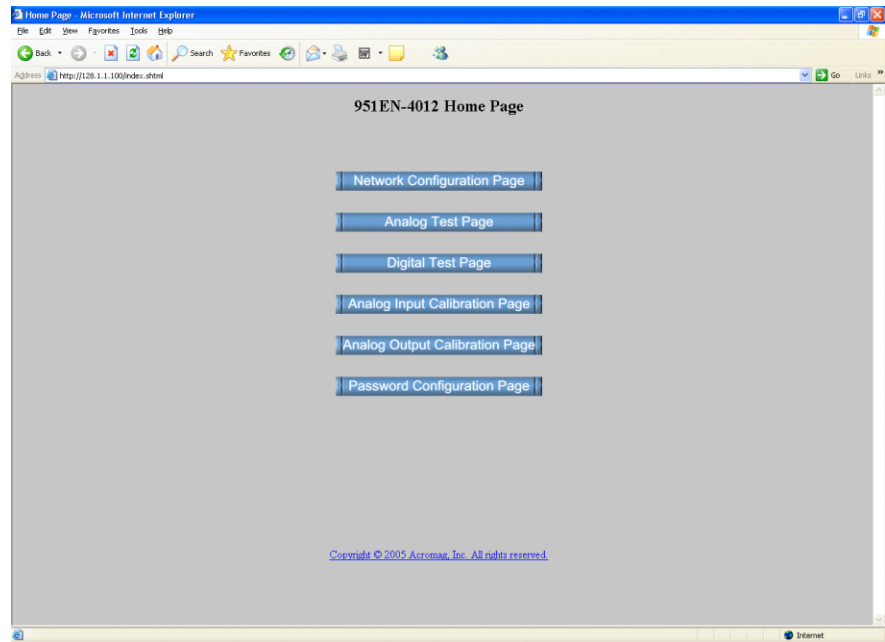 Home Page - Microsoft Internet Explorer
File Edit View Favorites Tools Help
Back Search Favorites
Address http://128.1.1.100/index.shtml Go Links »
951EN-4012 Home Page
Network Configuration Page
Analog Test Page
Digital Test Page
Analog Input Calibration Page
Analog Output Calibration Page
Password Configuration Page
Copyright © 2005 Acromag, Inc. All rights reserved.
Internet